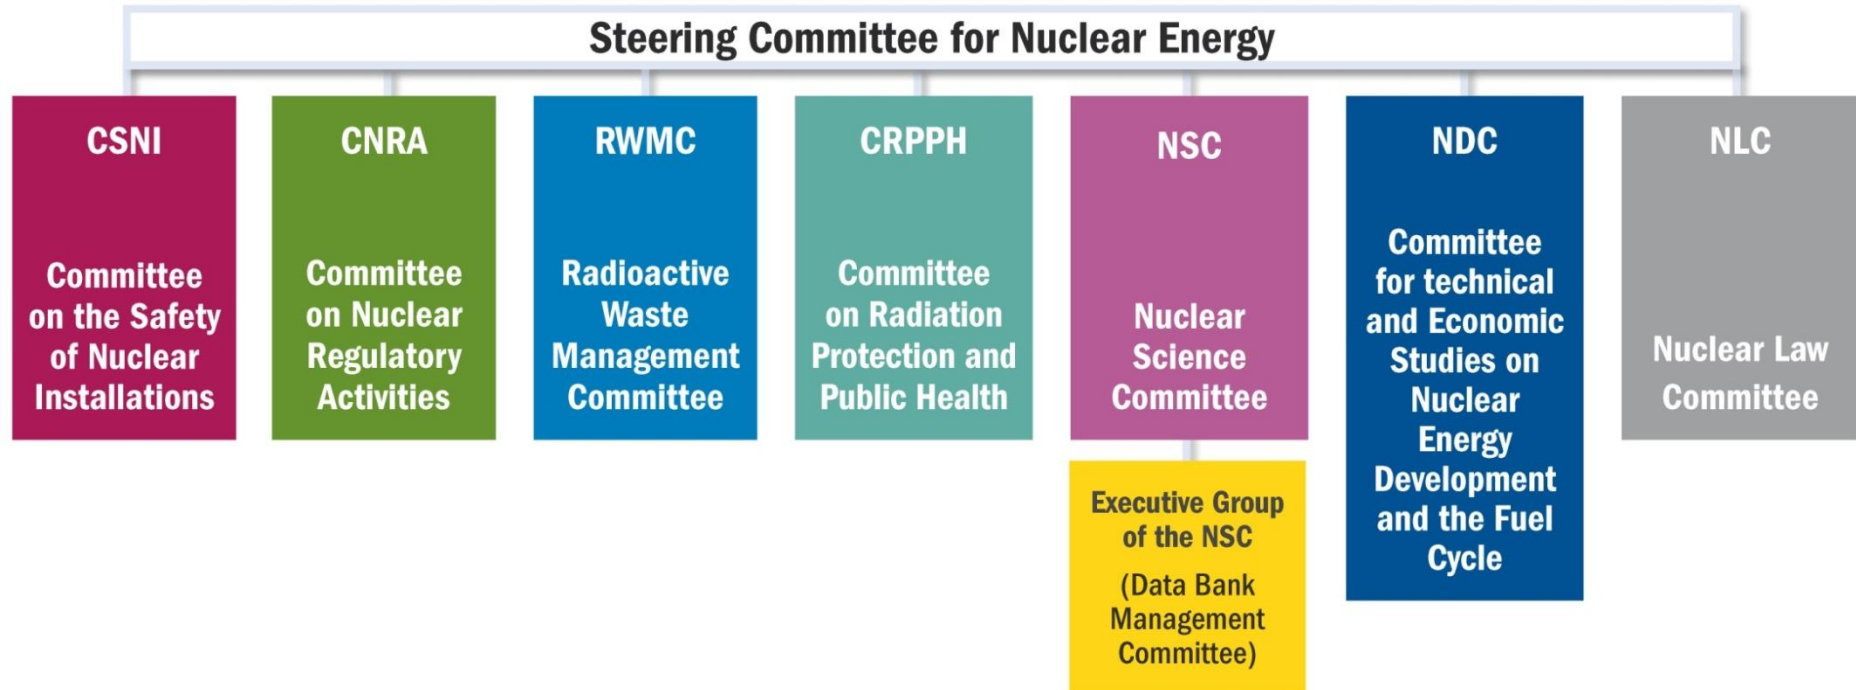 Steering Committee for Nuclear Energy
CSNI
Committee
on the Safety
of Nuclear
Installations
CNRA
Committee
on Nuclear
Regulatory
Activities
RWMC
Radioactive
Waste
Management
Committee
CRPPH
Committee
on Radiation
Protection and
Public Health
NSC
Nuclear
Science
Committee
Executive Group
of the NSC
(Data Bank
Management
Committee)
NDC
Committee
for technical
and Economic
Studies on
Nuclear
Energy
Development
and the Fuel
Cycle
NLC
Nuclear Law
Committee